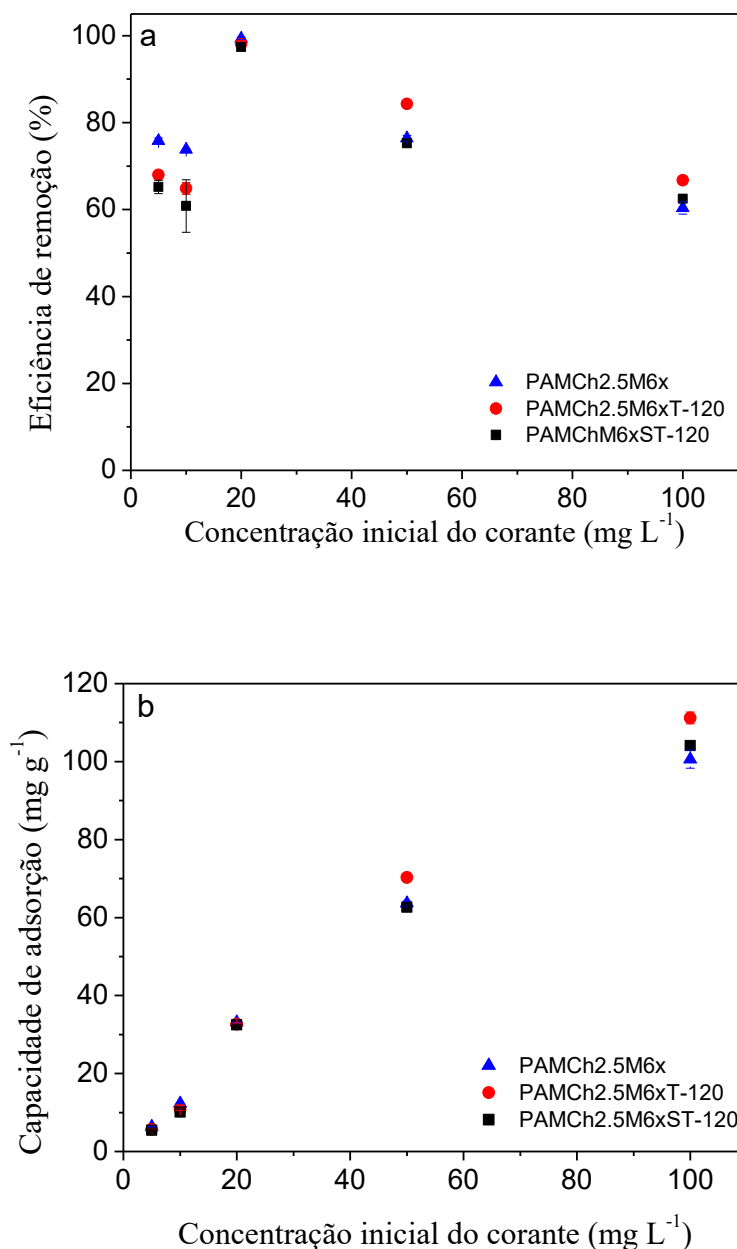 a
100
80
60
40
20
0
Eficiência de remoção (%)
PAMCh2.5M6x
PAMCh2.5M6xT-120
PAMChM6xST-120
0 20 40 60 80 100
Concentração inicial do corante (mg L⁻¹)
b
120
100
80
60
40
20
0
Capacidade de adsorção (mg g⁻¹)
PAMCh2.5M6x
PAMCh2.5M6xT-120
PAMCh2.5M6xST-120
0 20 40 60 80 100
Concentração inicial do corante (mg L⁻¹)